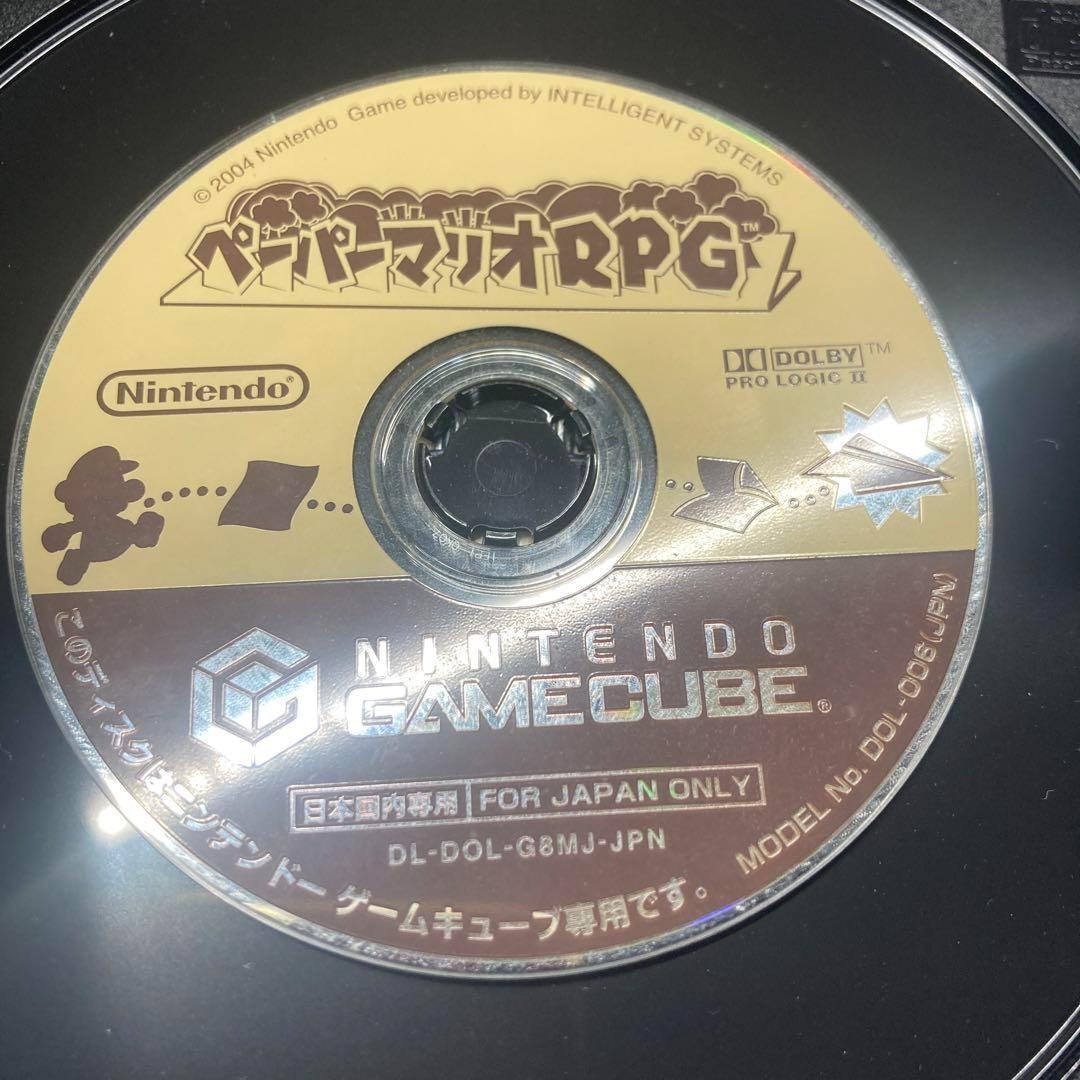 © 2004 Nintendo Game developed by INTELLIGENT SYSTEMS
ペーパーマリオRPG™
Nintendo®
DOLBY™
PRO LOGIC II
NINTENDO
GAMECUBE®
日本国内専用 FOR JAPAN ONLY
DL-DOL-G8MJ-JPN
このディスクはニンテンドー ゲームキューブ専用です。
MODEL No. DOL-006(JPN)